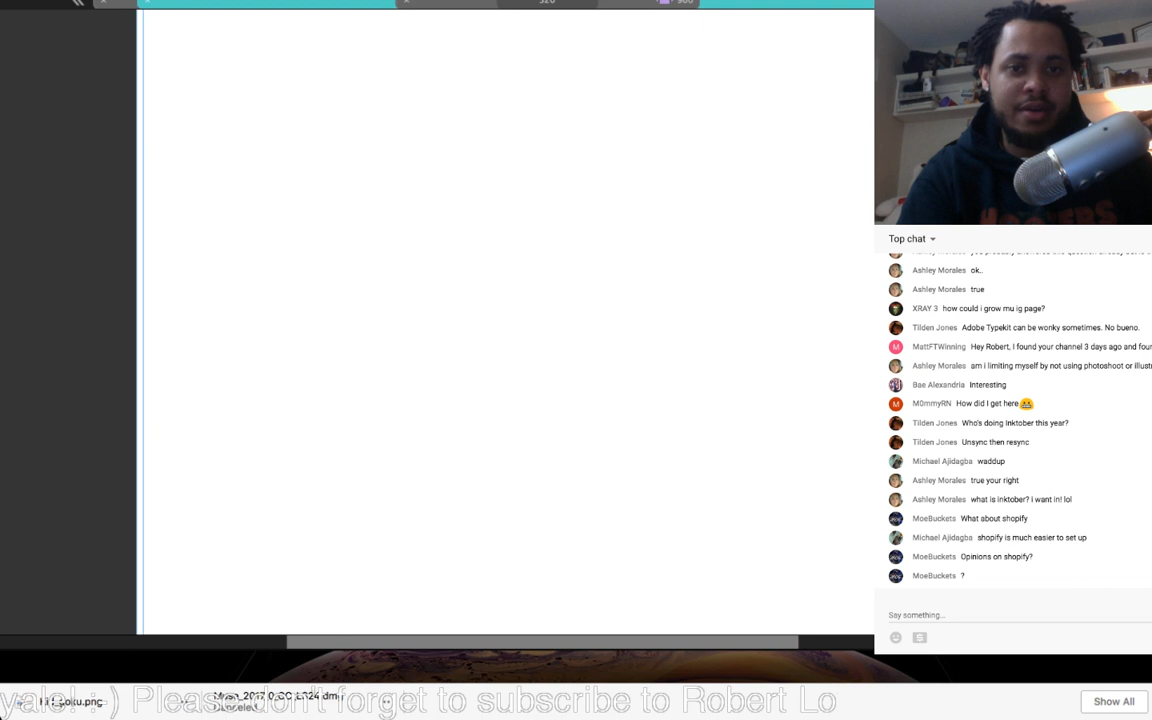 Top chat
Ashley Morales ok..
Ashley Morales true
XRAY 3 how could i grow mu ig page?
Tilden Jones Adobe Typekit can be wonky sometimes. No bueno.
M MattFTWinning Hey Robert, I found your channel 3 days ago and four
Ashley Morales am i limiting myself by not using photoshoot or illustr
Bae Alexandria Interesting
M M0mmyRN How did I get here
Tilden Jones Who's doing Inktober this year?
Tilden Jones Unsync then resync
Michael Ajidagba waddup
Ashley Morales true your right
Ashley Morales what is inktober? i want in! lol
MoeBuckets What about shopify
Michael Ajidagba shopify is much easier to set up
MoeBuckets Opinions on shopify?
MoeBuckets ?
Say something...
yale! : ) Please don't forget to subscribe to Robert Lo
Canceled
Show All